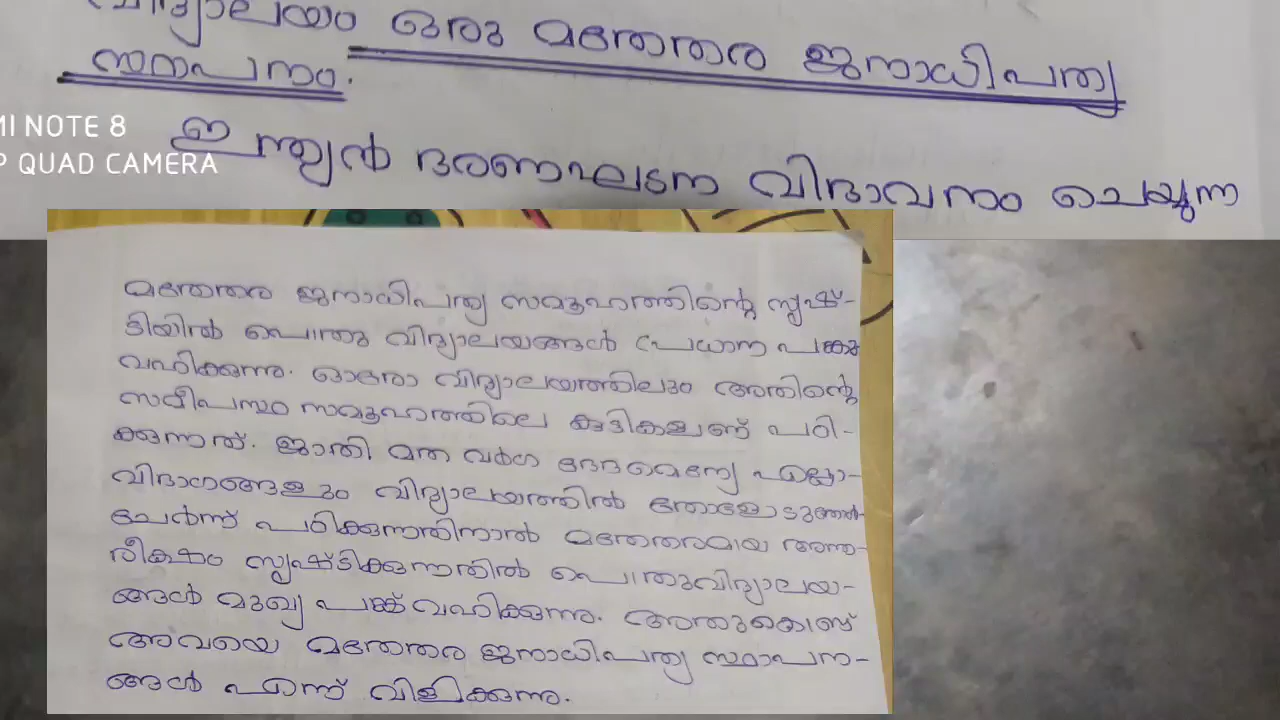 വിദ്യാലയം ഒരു മതേതര ജനാധിപത്യ
സ്ഥാപനം.
MI NOTE 8
QUAD CAMERA
ഇന്ത്യൻ ഭരണഘടന വിഭാവനം ചെയ്യുന്ന
മതേതര ജനാധിപത്യ സമൂഹത്തിന്റെ സൃഷ്-
ടിയിൽ പൊതു വിദ്യാലയങ്ങൾ പ്രധാന പങ്കു
വഹിക്കുന്നു. ഓരോ വിദ്യാലയത്തിലും അതിന്റെ
സമീപസ്ഥ സമൂഹത്തിലെ കുട്ടികളാണ് പഠി-
ക്കുന്നത്. ജാതി മത വർഗ ഭേദമെന്യേ എല്ലാ-
വിഭാഗങ്ങളും വിദ്യാലയത്തിൽ തോളോടുതോൾ
ചേർന്ന് പഠിക്കുന്നതിനാൽ മതേതരമായ അന്ത-
രീക്ഷം സൃഷ്ടിക്കുന്നതിൽ പൊതുവിദ്യാലയ-
ങ്ങൾ മുഖ്യ പങ്ക് വഹിക്കുന്നു. അതുകൊണ്ട്
അവയെ മതേതര ജനാധിപത്യ സ്ഥാപന-
ങ്ങൾ എന്ന് വിളിക്കുന്നു.